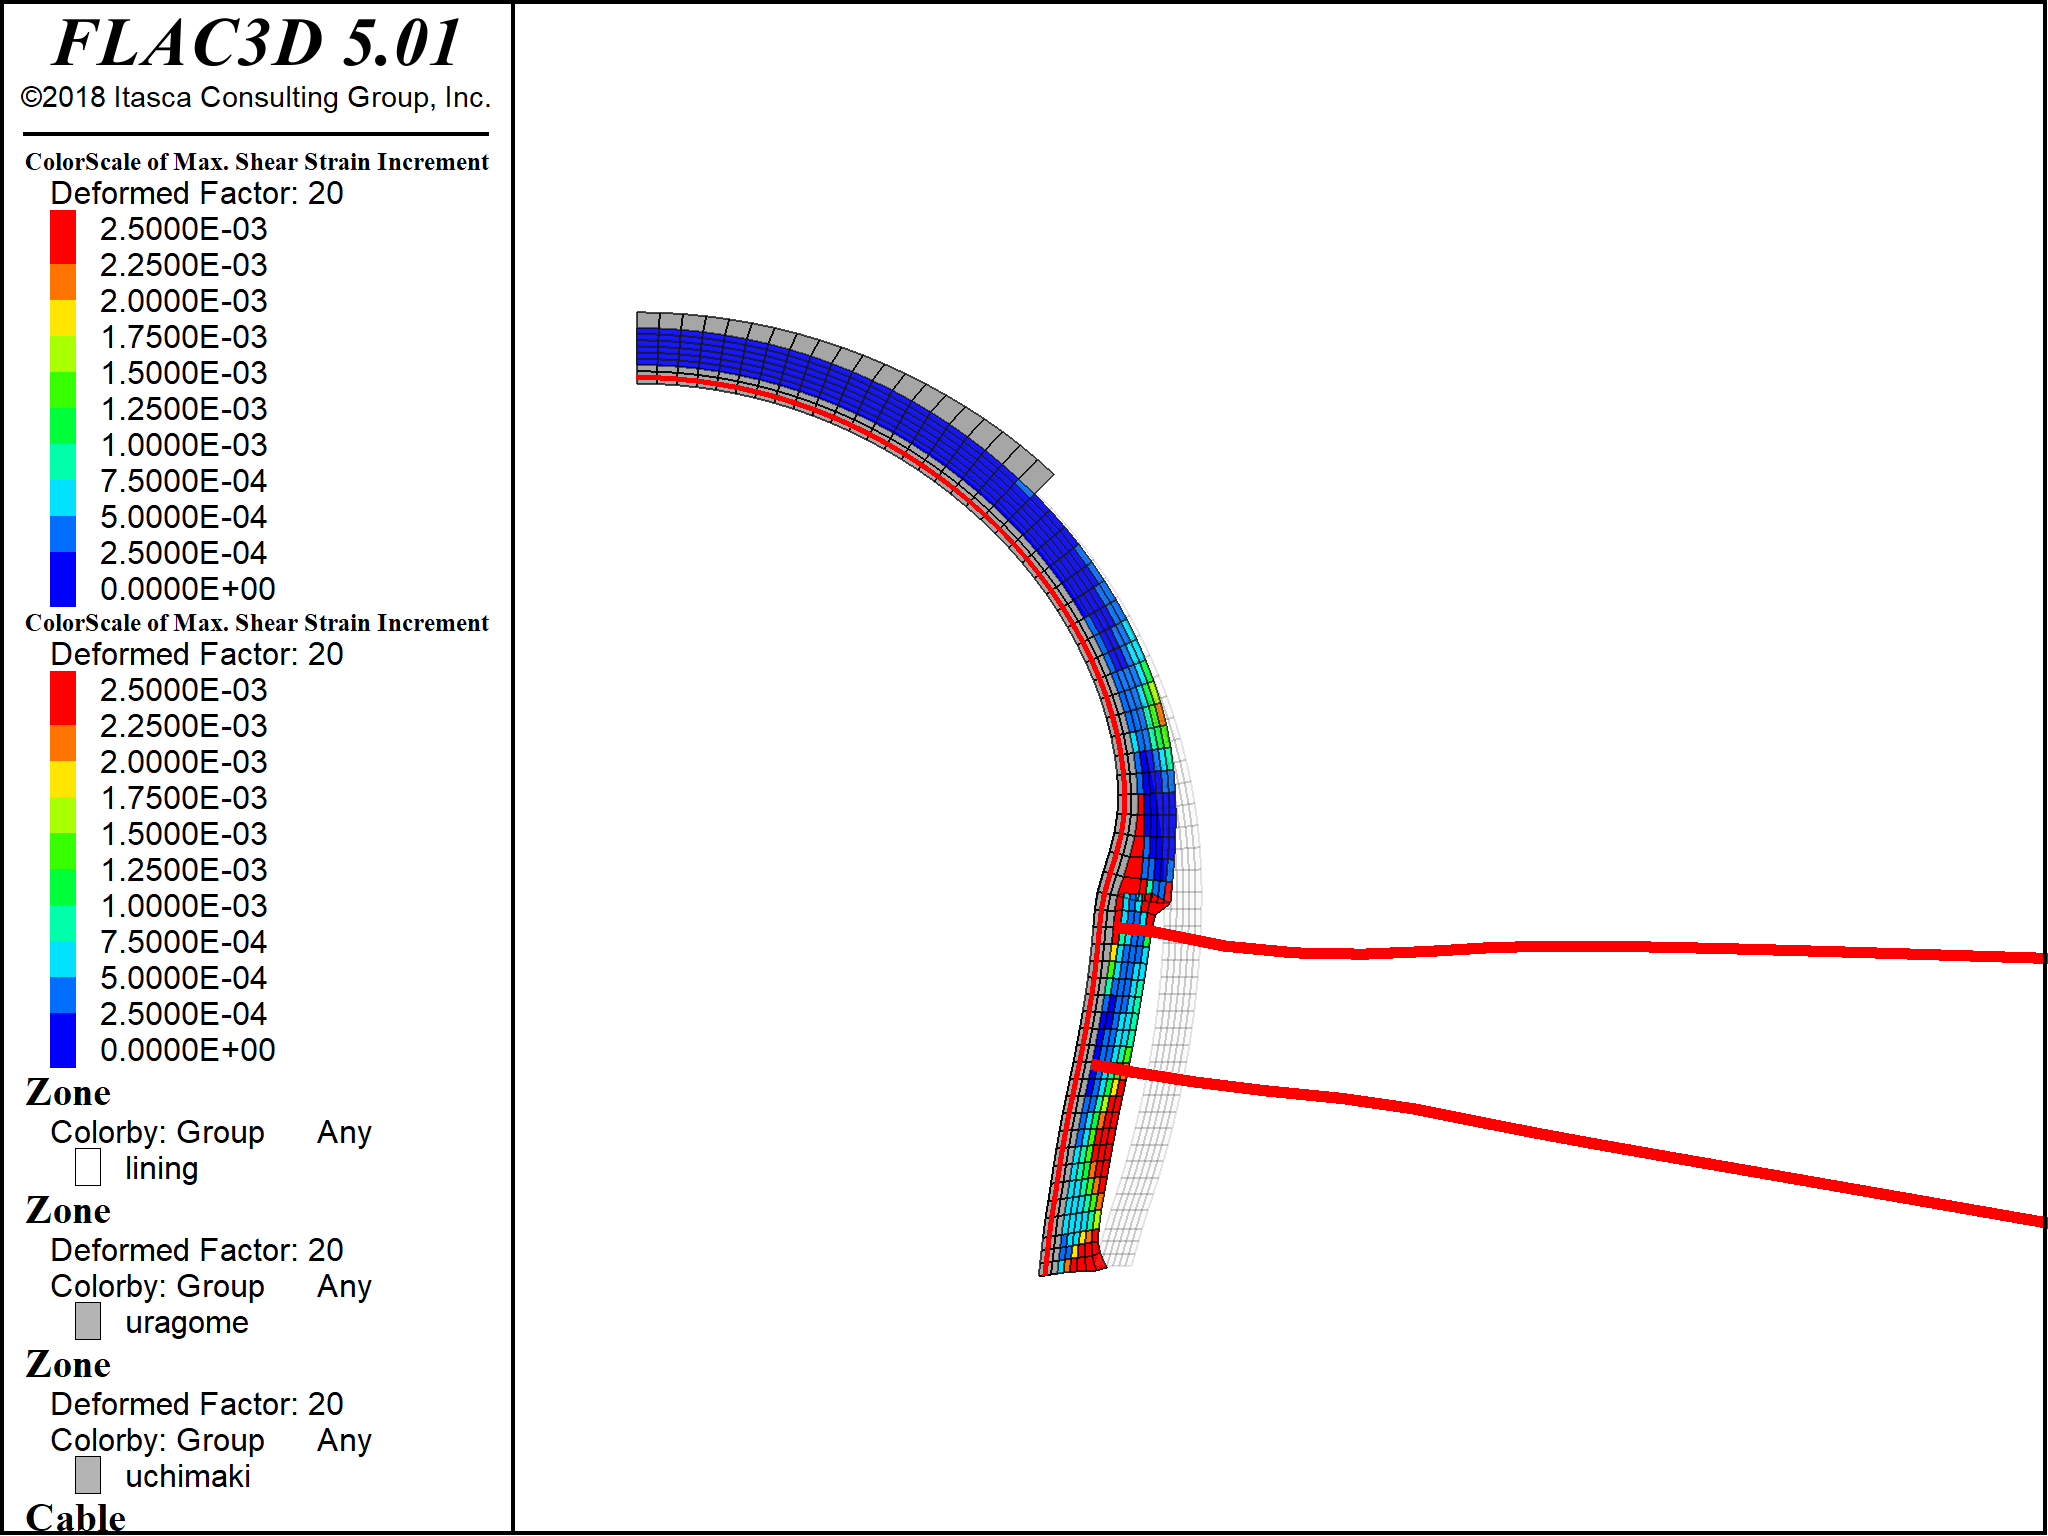 FLAC3D 5.01
©2018 Itasca Consulting Group, Inc.
ColorScale of Max. Shear Strain Increment
Deformed Factor: 20
2.5000E-03
2.2500E-03
2.0000E-03
1.7500E-03
1.5000E-03
1.2500E-03
1.0000E-03
7.5000E-04
5.0000E-04
2.5000E-04
0.0000E+00
ColorScale of Max. Shear Strain Increment
Deformed Factor: 20
2.5000E-03
2.2500E-03
2.0000E-03
1.7500E-03
1.5000E-03
1.2500E-03
1.0000E-03
7.5000E-04
5.0000E-04
2.5000E-04
0.0000E+00
Zone
Colorby: Group Any
lining
Zone
Deformed Factor: 20
Colorby: Group Any
uragome
Zone
Deformed Factor: 20
Colorby: Group Any
uchimaki
Cable